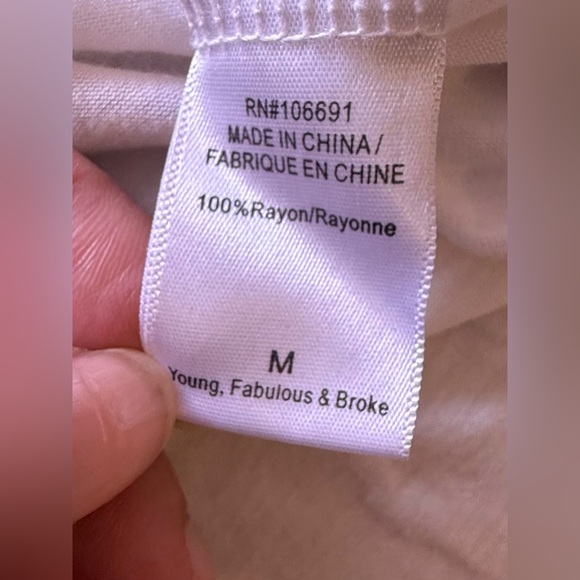 RN#106691
MADE IN CHINA/
FABRIQUE EN CHINE
100%Rayon/Rayonne
M
Young, Fabulous & Broke